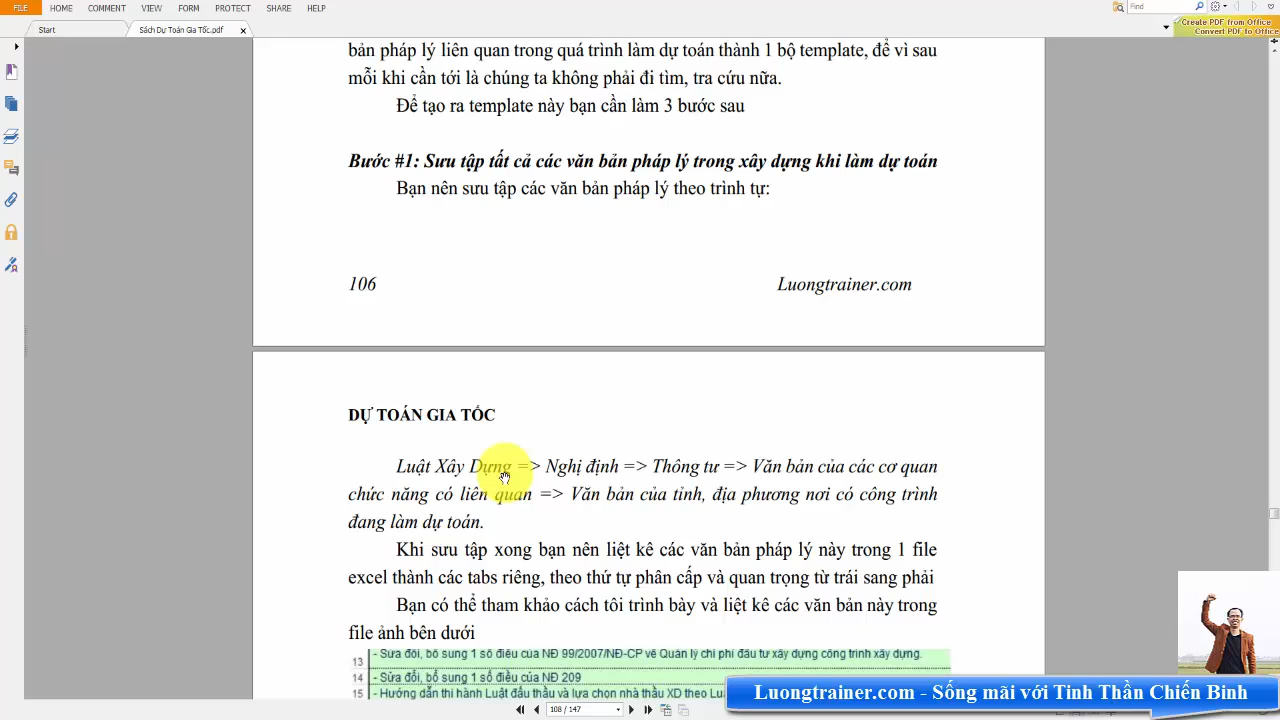 FILE HOME COMMENT VIEW FORM PROTECT SHARE HELP
Find
Start Sách Dự Toán Gia Tốc.pdf
Create PDF from Office
Convert PDF to Office
bản pháp lý liên quan trong quá trình làm dự toán thành 1 bộ template, để vì sau
mỗi khi cần tới là chúng ta không phải đi tìm, tra cứu nữa.
Để tạo ra template này bạn cần làm 3 bước sau
Bước #1: Sưu tập tất cả các văn bản pháp lý trong xây dựng khi làm dự toán
Bạn nên sưu tập các văn bản pháp lý theo trình tự:
106 Luongtrainer.com
DỰ TOÁN GIA TỐC
Luật Xây Dựng => Nghị định => Thông tư => Văn bản của các cơ quan
chức năng có liên quan => Văn bản của tỉnh, địa phương nơi có công trình
đang làm dự toán.
Khi sưu tập xong bạn nên liệt kê các văn bản pháp lý này trong 1 file
excel thành các tabs riêng, theo thứ tự phân cấp và quan trọng từ trái sang phải
Bạn có thể tham khảo cách tôi trình bày và liệt kê các văn bản này trong
file ảnh bên dưới
13 - Sửa đổi, bổ sung 1 số điều của NĐ 99/2007/NĐ-CP về Quản lý chi phí đầu tư xây dựng công trình xây dựng.
14 - Sửa đổi, bổ sung 1 số điều của NĐ 209
15 - Hướng dẫn thi hành Luật đấu thầu và lựa chọn nhà thầu XD theo
Luongtrainer.com - Sống mãi với Tinh Thần Chiến Binh
108 / 147